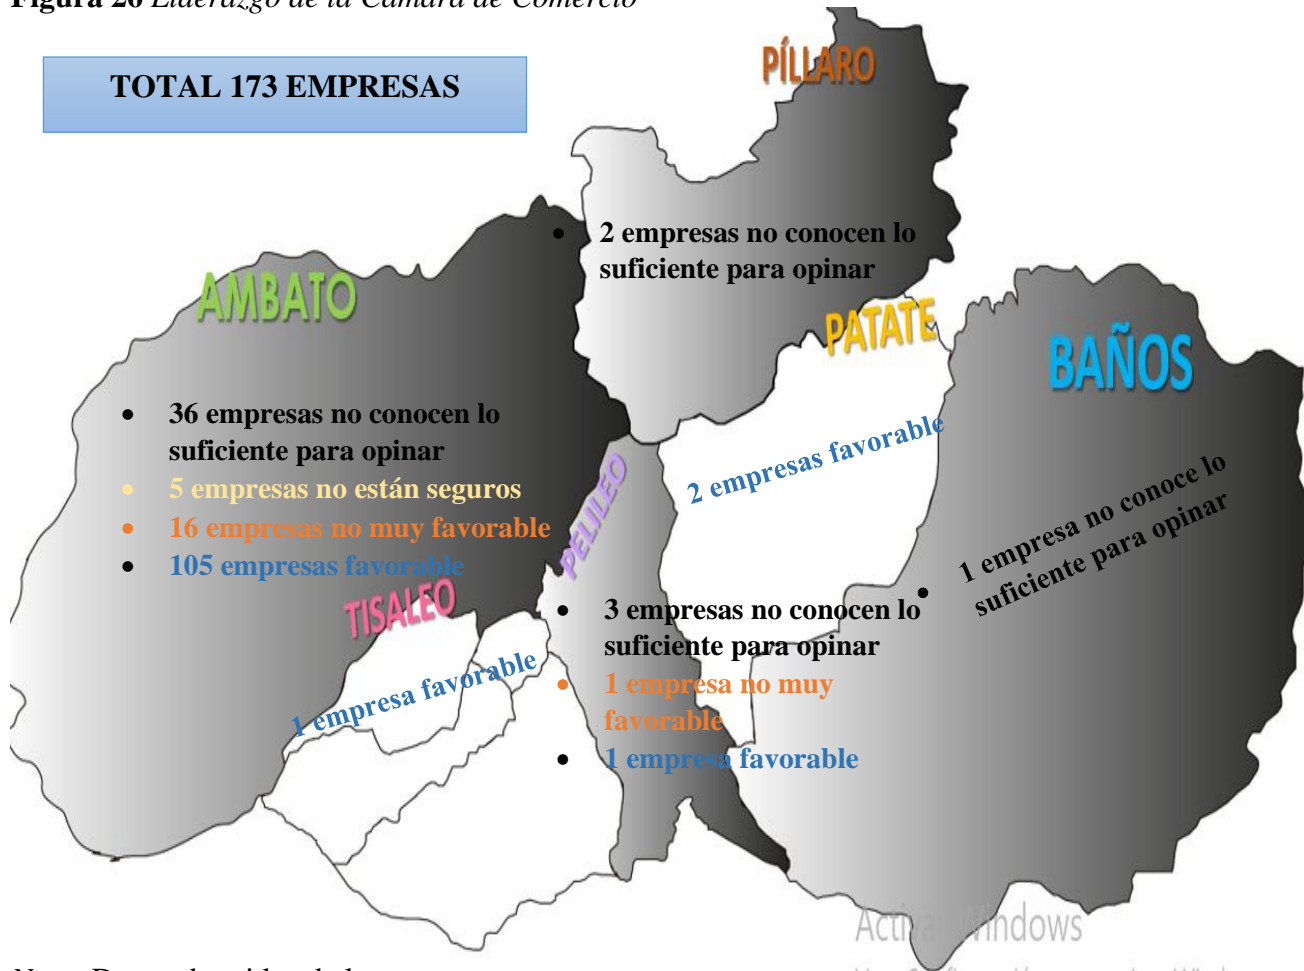 Figura 26 Liderazgo de la Cámara de Comercio
TOTAL 173 EMPRESAS
PÍLLARO
• 2 empresas no conocen lo
suficiente para opinar
AMBATO
PATATE
BAÑOS
• 36 empresas no conocen lo
suficiente para opinar
• 5 empresas no están seguros
• 16 empresas no muy favorable
• 105 empresas favorable
2 empresas favorable
PELILEO
• 1 empresa no conoce lo
suficiente para opinar
TISALEO
1 empresa favorable
• 3 empresas no conocen lo
suficiente para opinar
• 1 empresa no muy
favorable
• 1 empresa favorable
Activar Windows